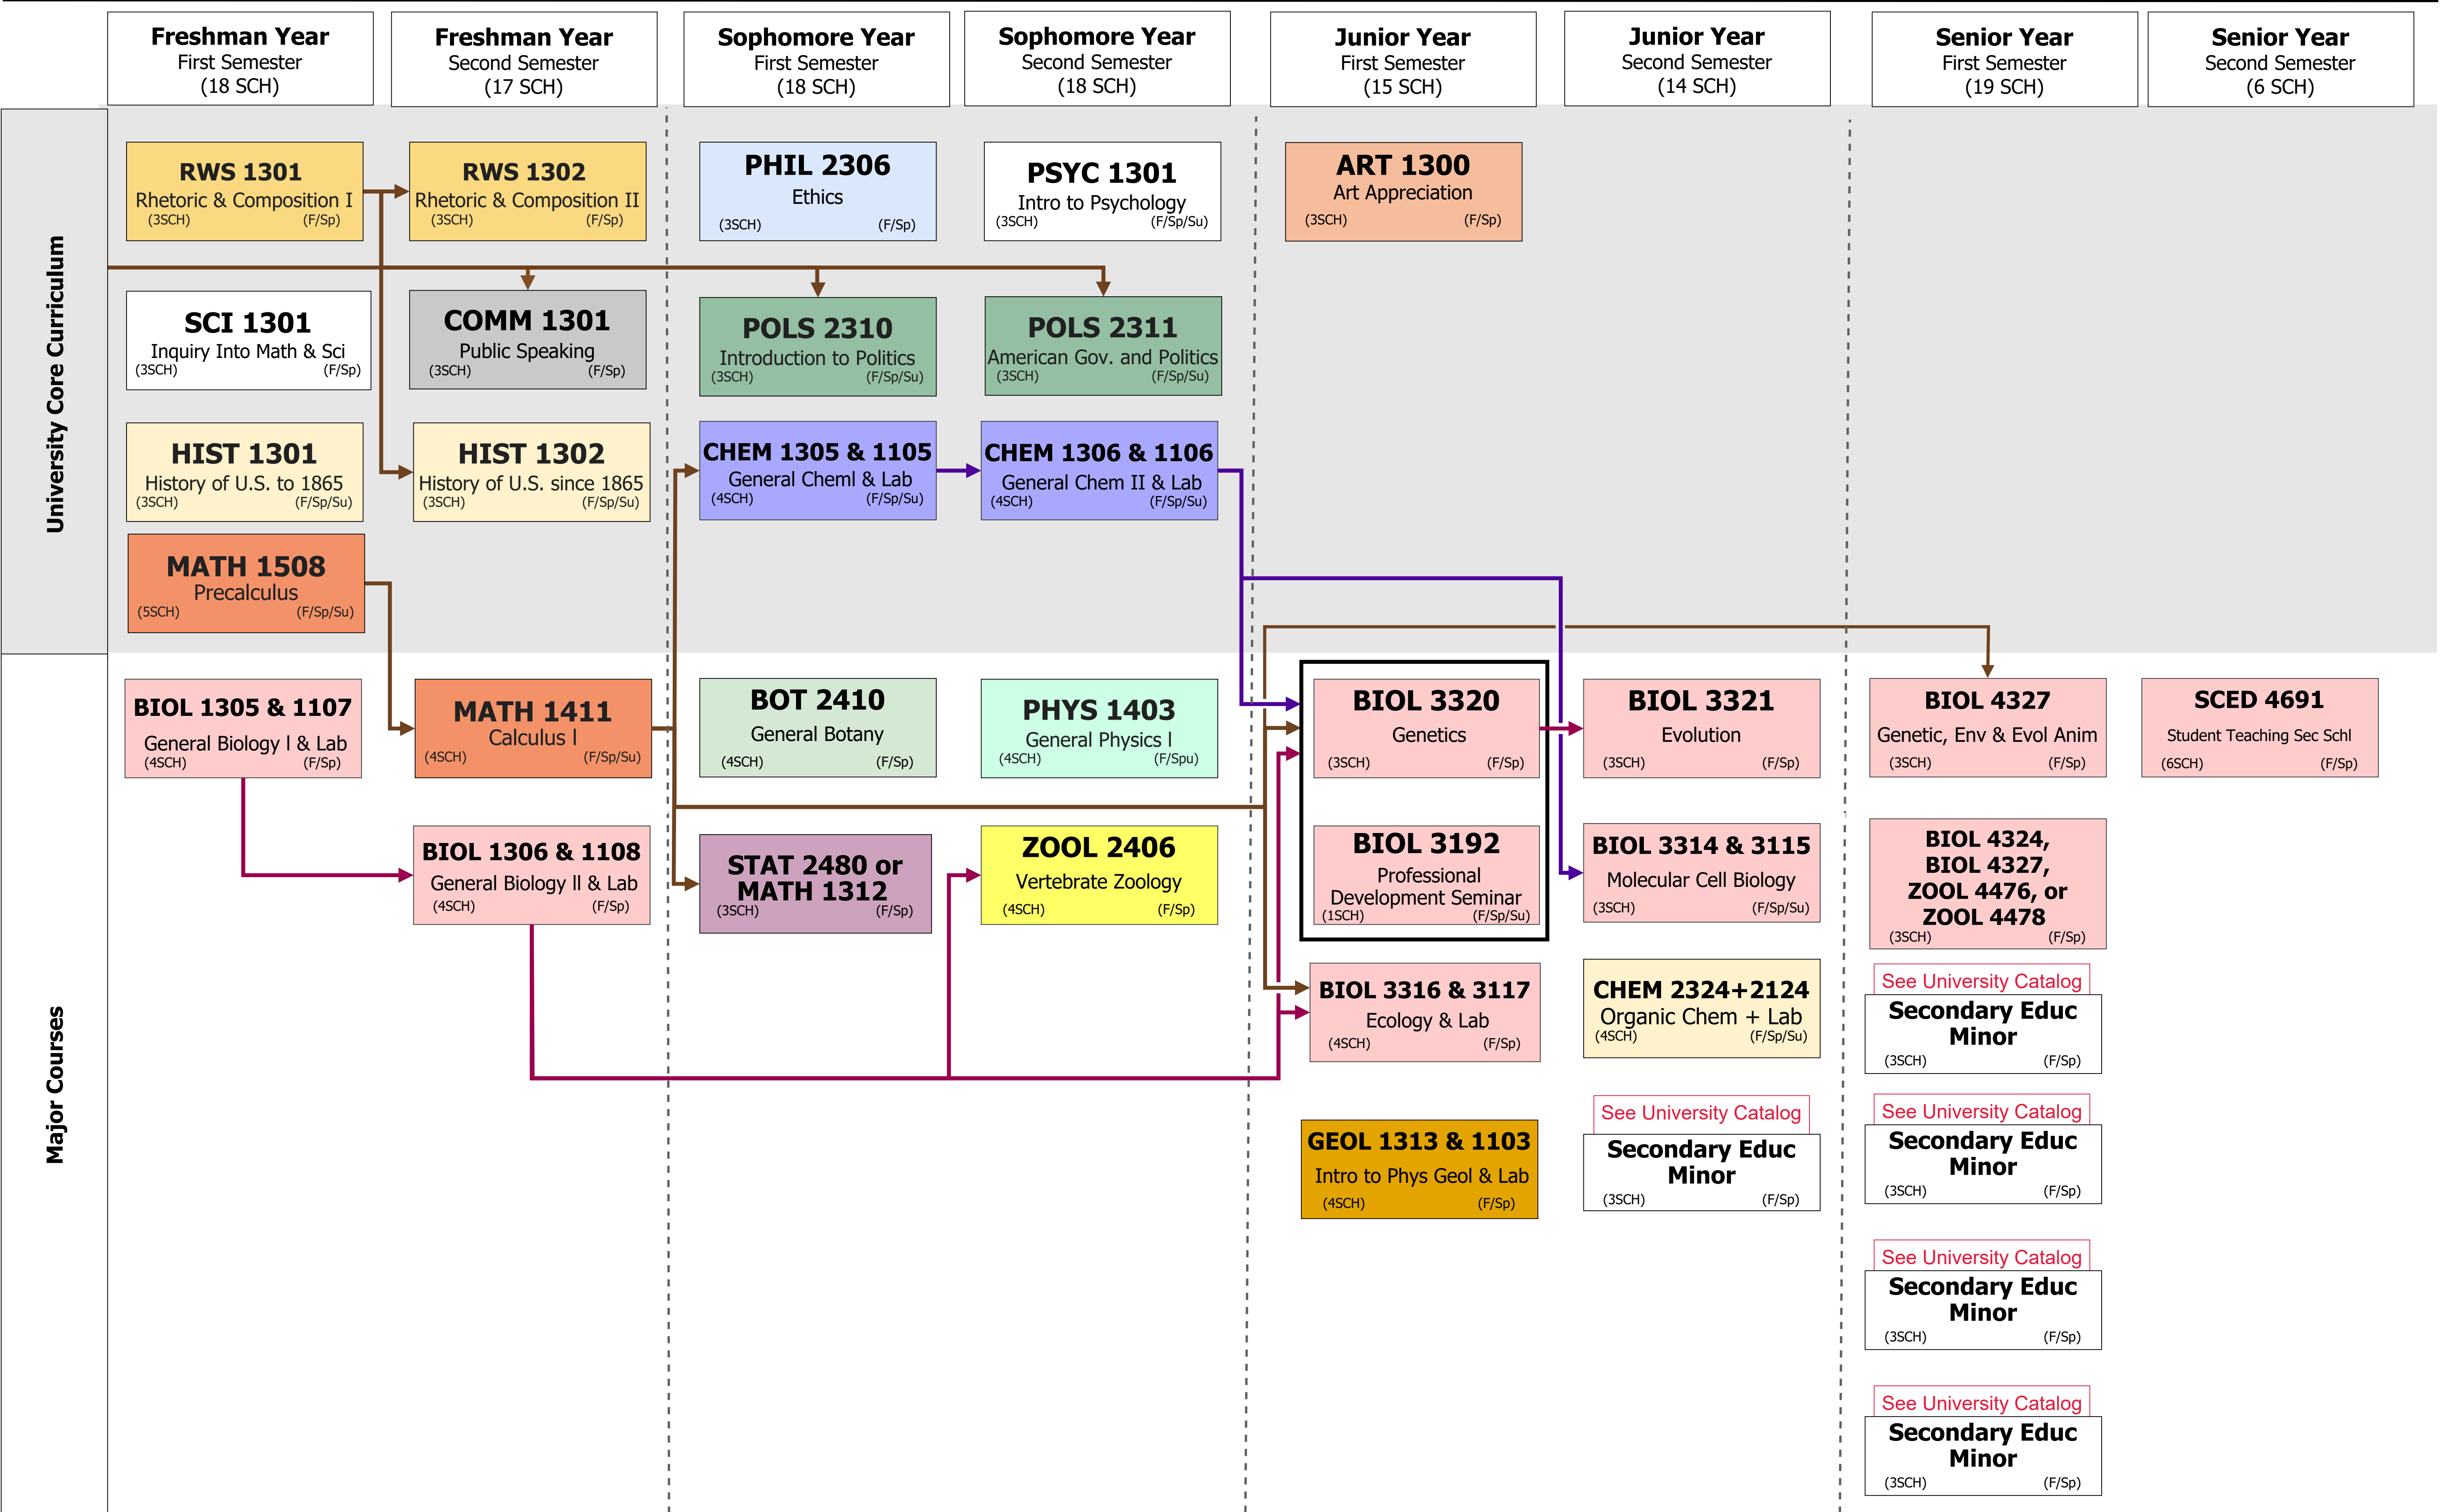 Freshman Year
First Semester
(18 SCH)
Freshman Year
Second Semester
(17 SCH)
Sophomore Year
First Semester
(18 SCH)
Sophomore Year
Second Semester
(18 SCH)
Junior Year
First Semester
(15 SCH)
Junior Year
Second Semester
(14 SCH)
Senior Year
First Semester
(19 SCH)
Senior Year
Second Semester
(6 SCH)
University Core Curriculum
RWS 1301
Rhetoric & Composition I
(3SCH) (F/Sp)
RWS 1302
Rhetoric & Composition II
(3SCH) (F/Sp)
PHIL 2306
Ethics
(3SCH) (F/Sp)
PSYC 1301
Intro to Psychology
(3SCH) (F/Sp/Su)
ART 1300
Art Appreciation
(3SCH) (F/Sp)
SCI 1301
Inquiry Into Math & Sci
(3SCH) (F/Sp)
COMM 1301
Public Speaking
(3SCH) (F/Sp)
POLS 2310
Introduction to Politics
(3SCH) (F/Sp/Su)
POLS 2311
American Gov. and Politics
(3SCH) (F/Sp/Su)
HIST 1301
History of U.S. to 1865
(3SCH) (F/Sp/Su)
HIST 1302
History of U.S. since 1865
(3SCH) (F/Sp/Su)
CHEM 1305 & 1105
General ChemI & Lab
(4SCH) (F/Sp/Su)
CHEM 1306 & 1106
General Chem II & Lab
(4SCH) (F/Sp/Su)
MATH 1508
Precalculus
(5SCH) (F/Sp/Su)
Major Courses
BIOL 1305 & 1107
General Biology l & Lab
(4SCH) (F/Sp)
MATH 1411
Calculus l
(4SCH) (F/Sp/Su)
BOT 2410
General Botany
(4SCH) (F/Sp)
PHYS 1403
General Physics l
(4SCH) (F/Spu)
BIOL 3320
Genetics
(3SCH) (F/Sp)
BIOL 3321
Evolution
(3SCH) (F/Sp)
BIOL 4327
Genetic, Env & Evol Anim
(3SCH) (F/Sp)
SCED 4691
Student Teaching Sec Schl
(6SCH) (F/Sp)
BIOL 1306 & 1108
General Biology ll & Lab
(4SCH) (F/Sp)
STAT 2480 or
MATH 1312
(3SCH) (F/Sp)
ZOOL 2406
Vertebrate Zoology
(4SCH) (F/Sp)
BIOL 3192
Professional
Development Seminar
(1SCH) (F/Sp/Su)
BIOL 3314 & 3115
Molecular Cell Biology
(3SCH) (F/Sp/Su)
BIOL 4324,
BIOL 4327,
ZOOL 4476, or
ZOOL 4478
(3SCH) (F/Sp)
BIOL 3316 & 3117
Ecology & Lab
(4SCH) (F/Sp)
CHEM 2324+2124
Organic Chem + Lab
(4SCH) (F/Sp/Su)
See University Catalog
Secondary Educ
Minor
(3SCH) (F/Sp)
GEOL 1313 & 1103
Intro to Phys Geol & Lab
(4SCH) (F/Sp)
See University Catalog
Secondary Educ
Minor
(3SCH) (F/Sp)
See University Catalog
Secondary Educ
Minor
(3SCH) (F/Sp)
See University Catalog
Secondary Educ
Minor
(3SCH) (F/Sp)
See University Catalog
Secondary Educ
Minor
(3SCH) (F/Sp)